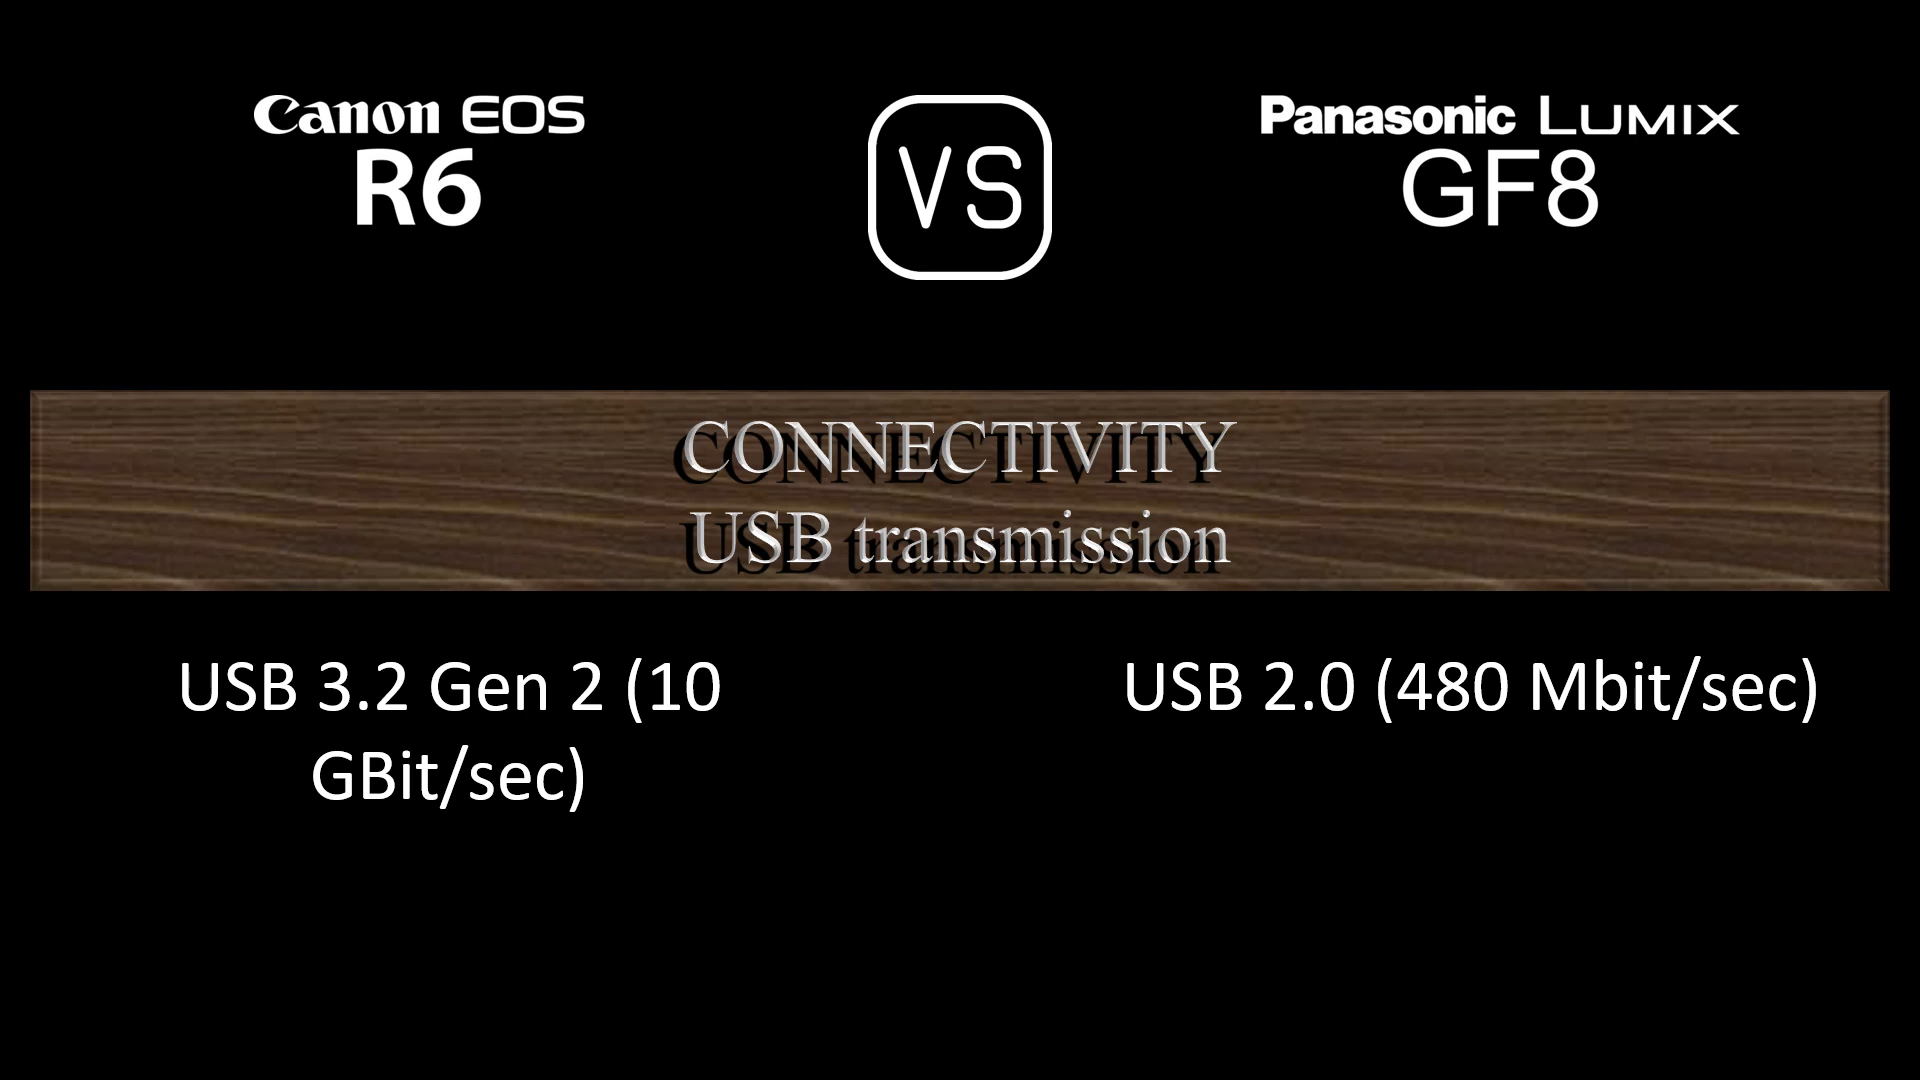 Canon EOS
R6
VS
Panasonic LUMIX
GF8
CONNECTIVITY
USB transmission
USB 3.2 Gen 2 (10
GBit/sec)
USB 2.0 (480 Mbit/sec)